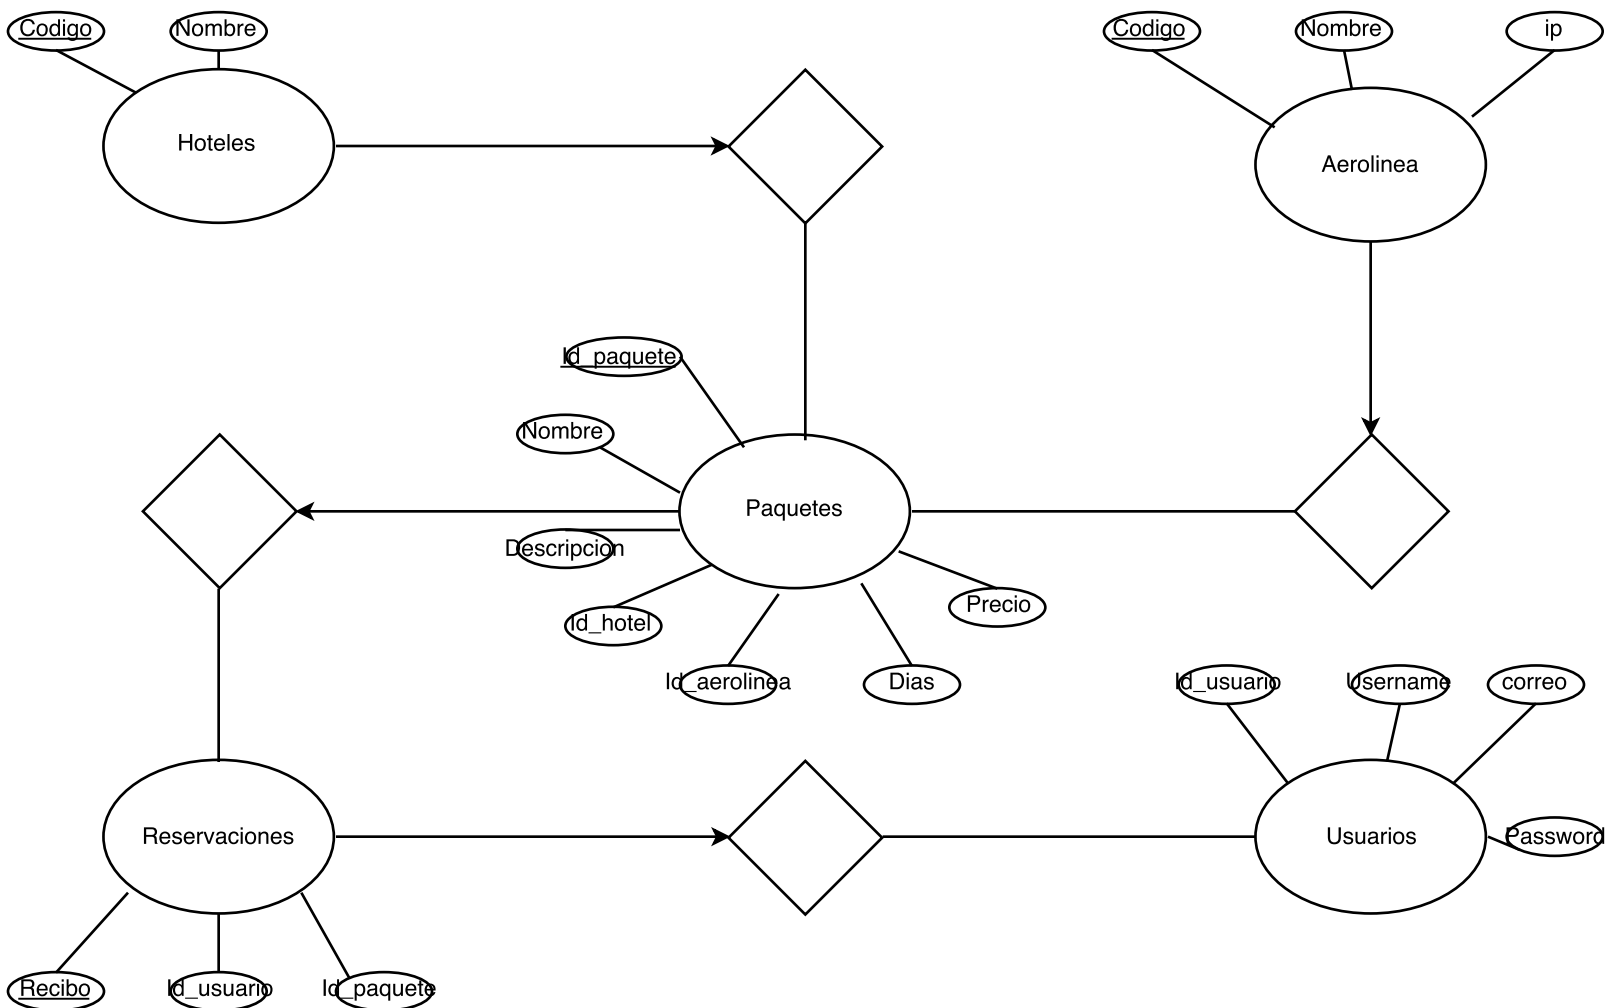 Codigo
Nombre
Codigo
Nombre
ip
Hoteles
Aerolinea
Id_paquete
Nombre
Paquetes
Descripcion
Precio
Id_hotel
Id_aerolinea
Dias
Id_usuario
Username
correo
Reservaciones
Usuarios
Password
Recibo
Id_usuario
Id_paquete